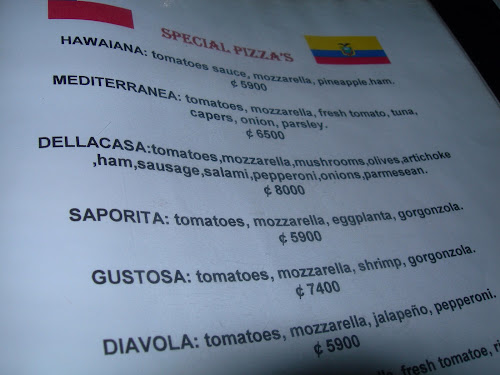 SPECIAL PIZZA'S
HAWAIANA: tomatoes sauce, mozzarella, pineapple,ham.
¢ 5900
MEDITERRANEA: tomatoes, mozzarella, fresh tomato, tuna,
capers, onion, parsley.
¢ 6500
DELLACASA:tomatoes,mozzarella,mushrooms,olives,artichoke
,ham,sausage,salami,pepperoni,onions,parmesean.
¢ 8000
SAPORITA: tomatoes, mozzarella, eggplanta, gorgonzola.
¢ 5900
GUSTOSA: tomatoes, mozzarella, shrimp, gorgonzola.
¢ 7400
DIAVOLA: tomatoes, mozzarella, jalapeño, pepperoni.
¢ 5900
fresh tomatoe,